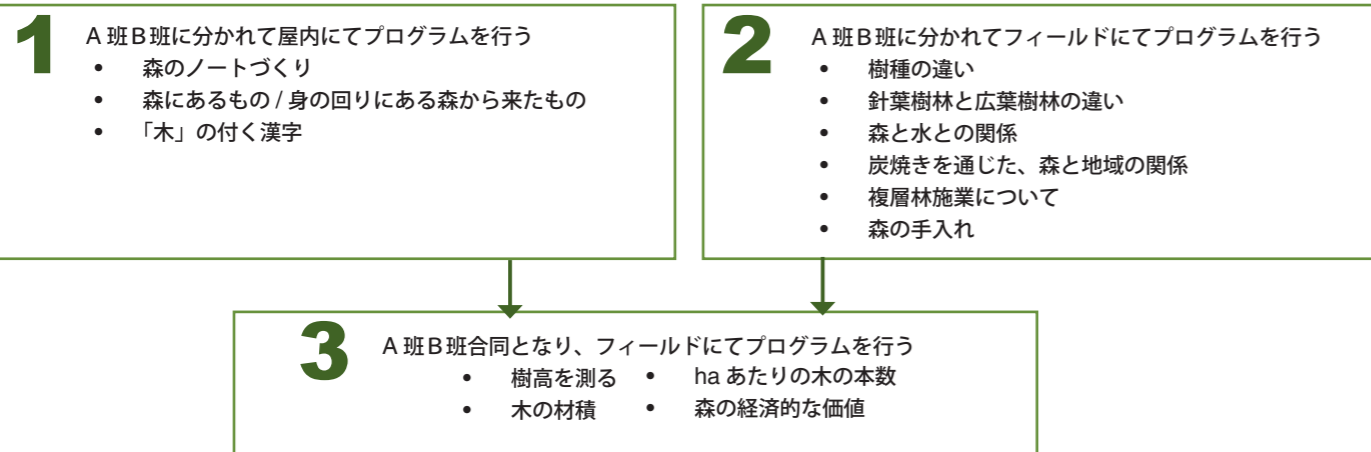 1
A班B班に分かれて屋内にてプログラムを行う
• 森のノートづくり
• 森にあるもの / 身の回りにある森から来たもの
• 「木」の付く漢字
2
A班B班に分かれてフィールドにてプログラムを行う
• 樹種の違い
• 針葉樹林と広葉樹林の違い
• 森と水との関係
• 炭焼きを通じた、森と地域の関係
• 複層林施業について
• 森の手入れ
3
A班B班合同となり、フィールドにてプログラムを行う
• 樹高を測る • ha あたりの木の本数
• 木の材積 • 森の経済的な価値